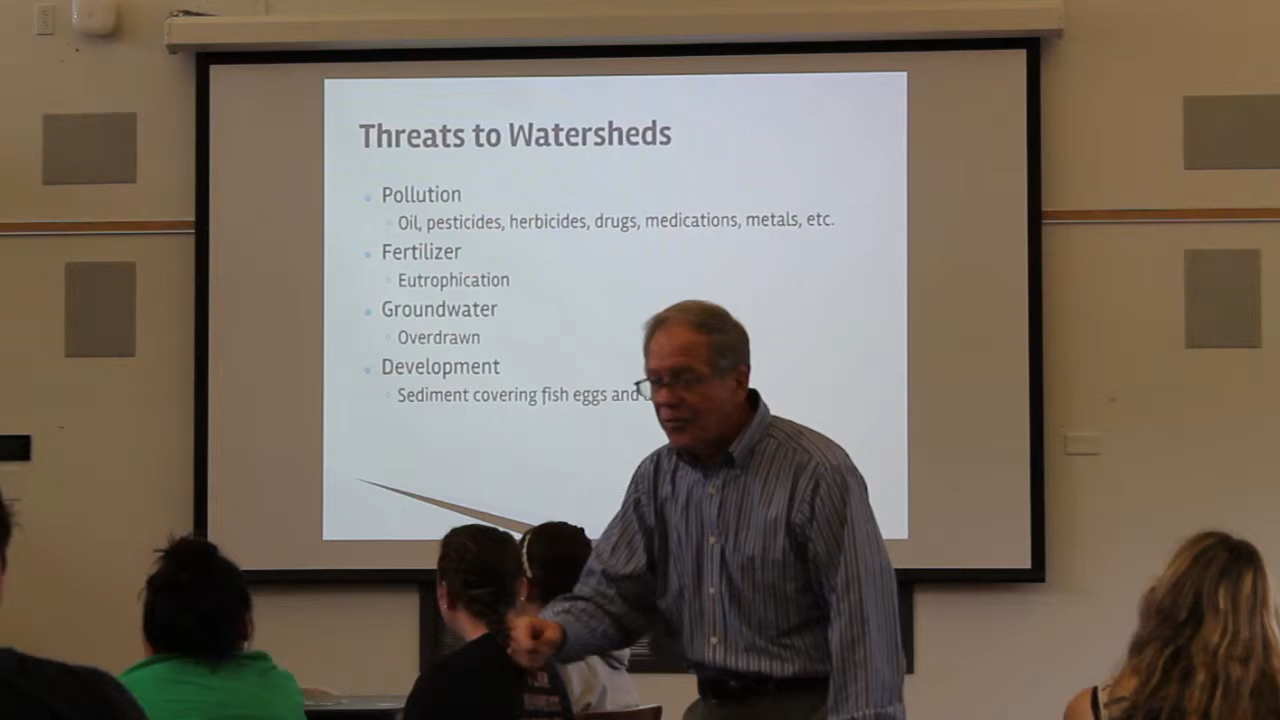 Threats to Watersheds
Pollution
Oil, pesticides, herbicides, drugs, medications, metals, etc.
Fertilizer
Eutrophication
Groundwater
Overdrawn
Development
Sediment covering fish eggs and